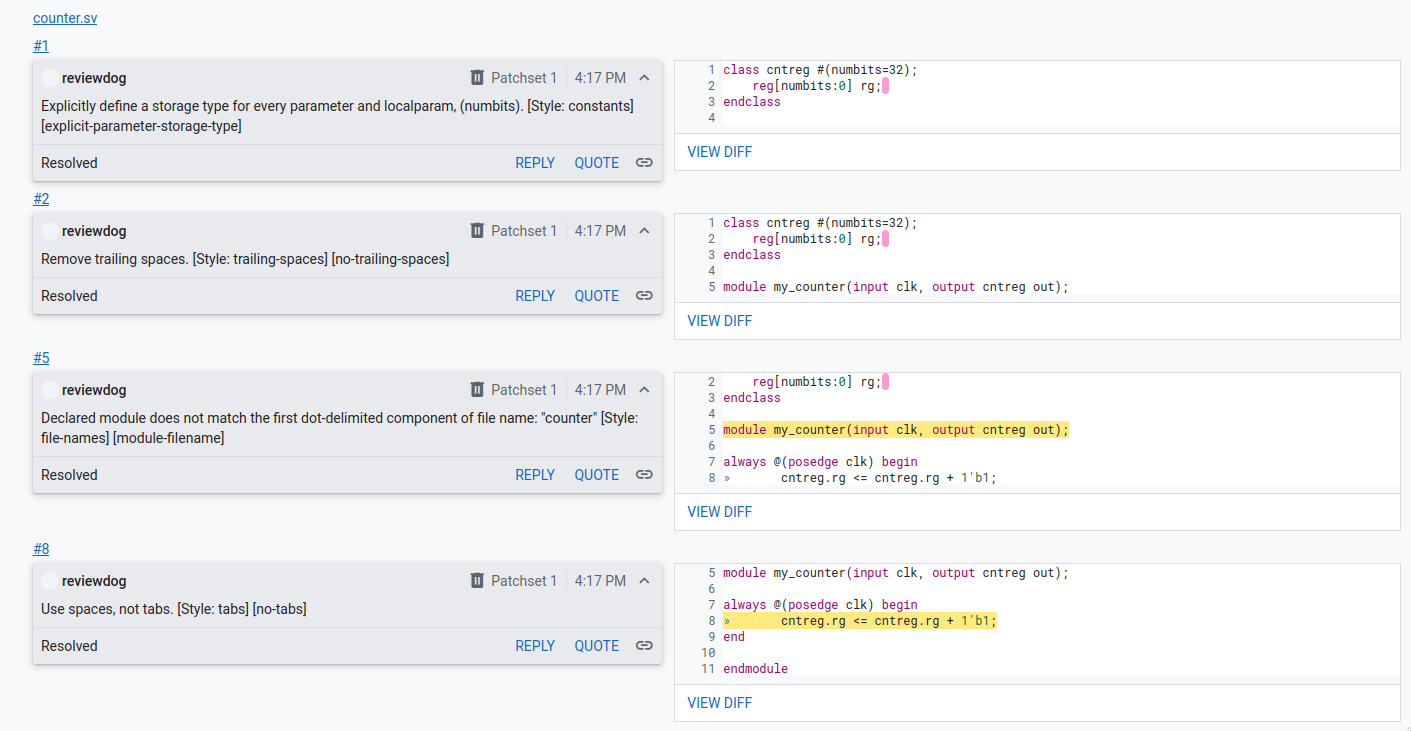 counter.sv
#1
reviewdog Patchset 1 4:17 PM
Explicitly define a storage type for every parameter and localparam, (numbits). [Style: constants]
[explicit-parameter-storage-type]
Resolved REPLY QUOTE
1 class cntreg #(numbits=32);
2 reg[numbits:0] rg;
3 endclass
4
VIEW DIFF
#2
reviewdog Patchset 1 4:17 PM
Remove trailing spaces. [Style: trailing-spaces] [no-trailing-spaces]
Resolved REPLY QUOTE
1 class cntreg #(numbits=32);
2 reg[numbits:0] rg;
3 endclass
4
5 module my_counter(input clk, output cntreg out);
VIEW DIFF
#5
reviewdog Patchset 1 4:17 PM
Declared module does not match the first dot-delimited component of file name: "counter" [Style:
file-names] [module-filename]
Resolved REPLY QUOTE
2 reg[numbits:0] rg;
3 endclass
4
5 module my_counter(input clk, output cntreg out);
6
7 always @(posedge clk) begin
8 » cntreg.rg <= cntreg.rg + 1'b1;
VIEW DIFF
#8
reviewdog Patchset 1 4:17 PM
Use spaces, not tabs. [Style: tabs] [no-tabs]
Resolved REPLY QUOTE
5 module my_counter(input clk, output cntreg out);
6
7 always @(posedge clk) begin
8 » cntreg.rg <= cntreg.rg + 1'b1;
9 end
10
11 endmodule
VIEW DIFF